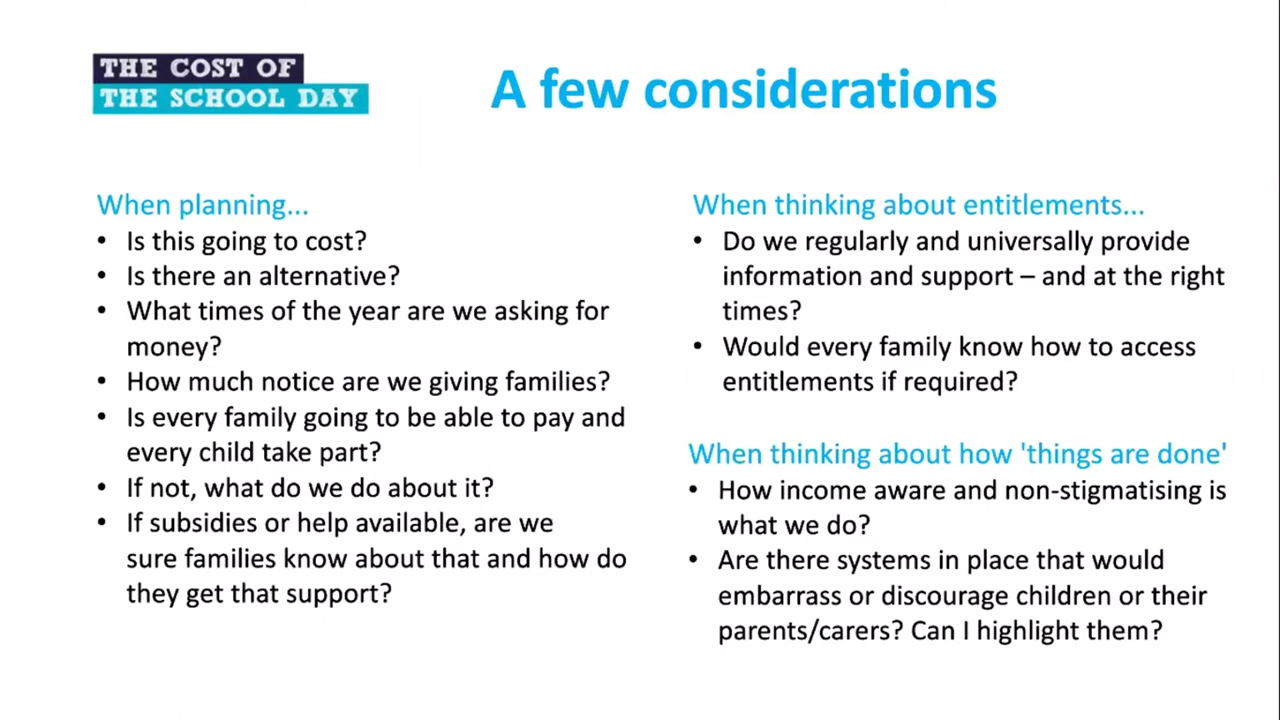 THE COST OF
THE SCHOOL DAY
A few considerations
When planning...
• Is this going to cost?
• Is there an alternative?
• What times of the year are we asking for
money?
• How much notice are we giving families?
• Is every family going to be able to pay and
every child take part?
• If not, what do we do about it?
• If subsidies or help available, are we
sure families know about that and how do
they get that support?
When thinking about entitlements...
• Do we regularly and universally provide
information and support – and at the right
times?
• Would every family know how to access
entitlements if required?
When thinking about how 'things are done'
• How income aware and non-stigmatising is
what we do?
• Are there systems in place that would
embarrass or discourage children or their
parents/carers? Can I highlight them?